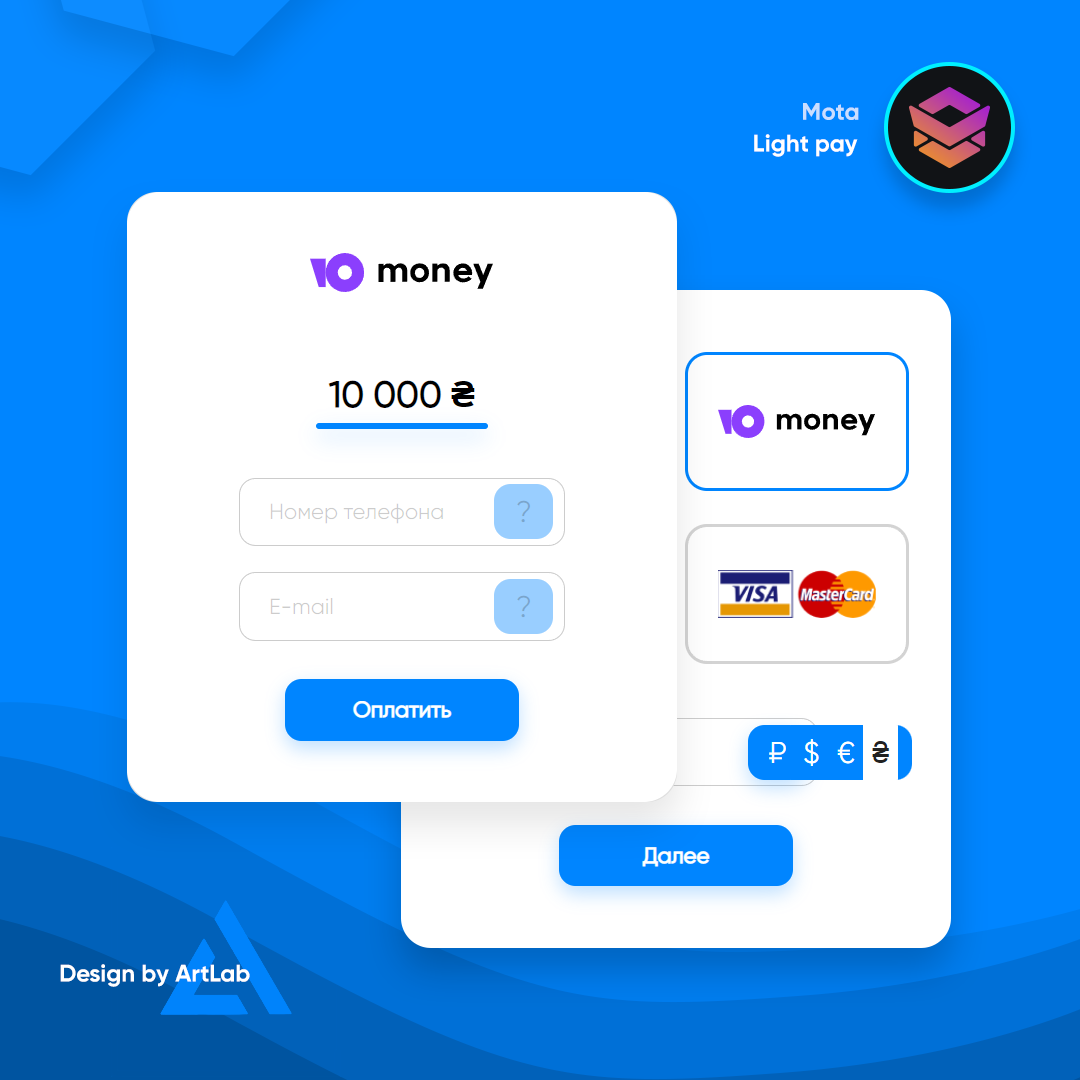 Mota
Light pay
Ю money
10 000 ₴
Номер телефона ?
E-mail ?
Оплатить
Ю money
VISA MasterCard
₽ $ € ₴
Далее
Design by ArtLab